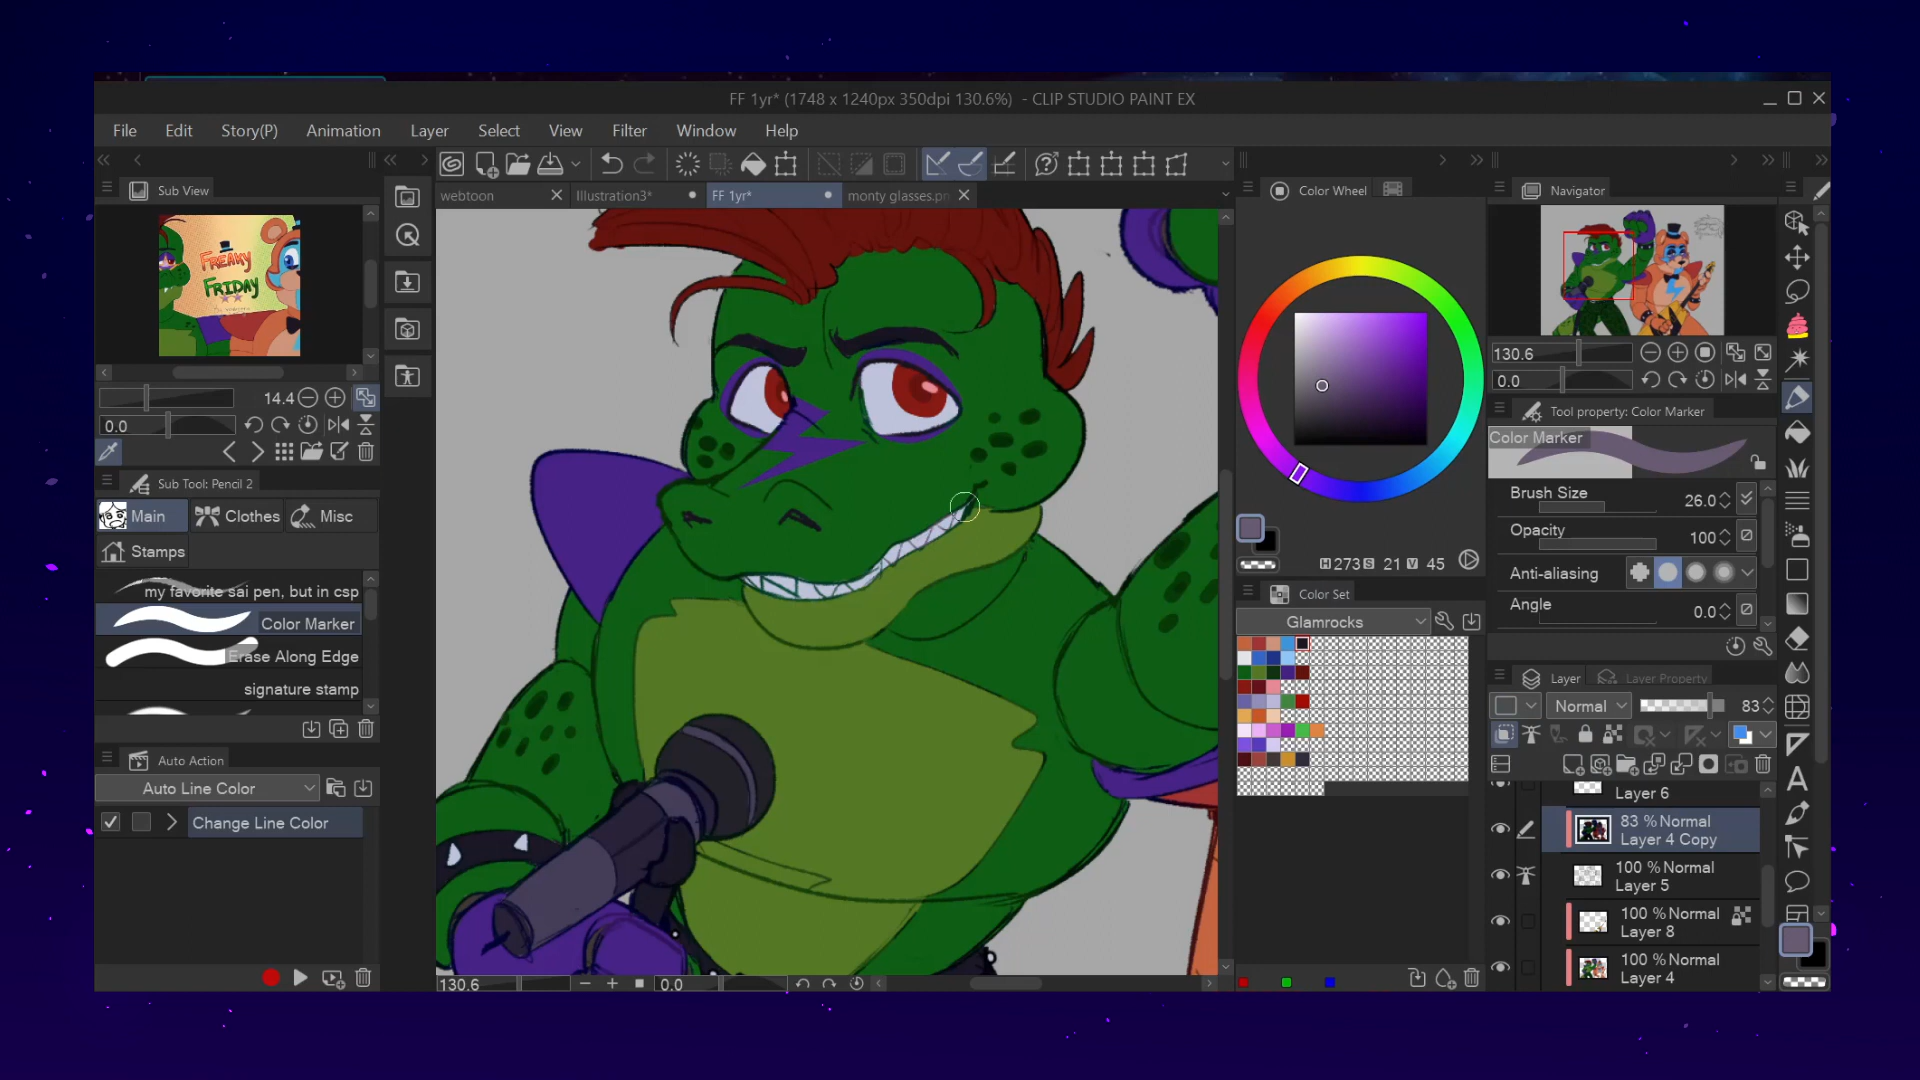 FF 1yr* (1748 x 1240px 350dpi 130.6%) - CLIP STUDIO PAINT EX
File Edit Story(P) Animation Layer Select View Filter Window Help
Sub View
webtoon
Illustration3*
FF 1yr*
monty glasses.pn
Color Wheel
Navigator
FREAKY
FRIDAY
14.4
0.0
Sub Tool: Pencil 2
Main
Clothes
Misc
Stamps
my favorite sai pen, but in csp
Color Marker
Erase Along Edge
signature stamp
Auto Action
Auto Line Color
Change Line Color
130.6
0.0
H 273 S 21 V 45
Color Set
Glamrocks
130.6
0.0
Tool property: Color Marker
Color Marker
Brush Size
26.0
Opacity
100
Anti-aliasing
Angle
0.0
Layer
Layer Property
Normal
83
Layer 6
83 % Normal
Layer 4 Copy
100 % Normal
Layer 5
100 % Normal
Layer 8
100 % Normal
Layer 4